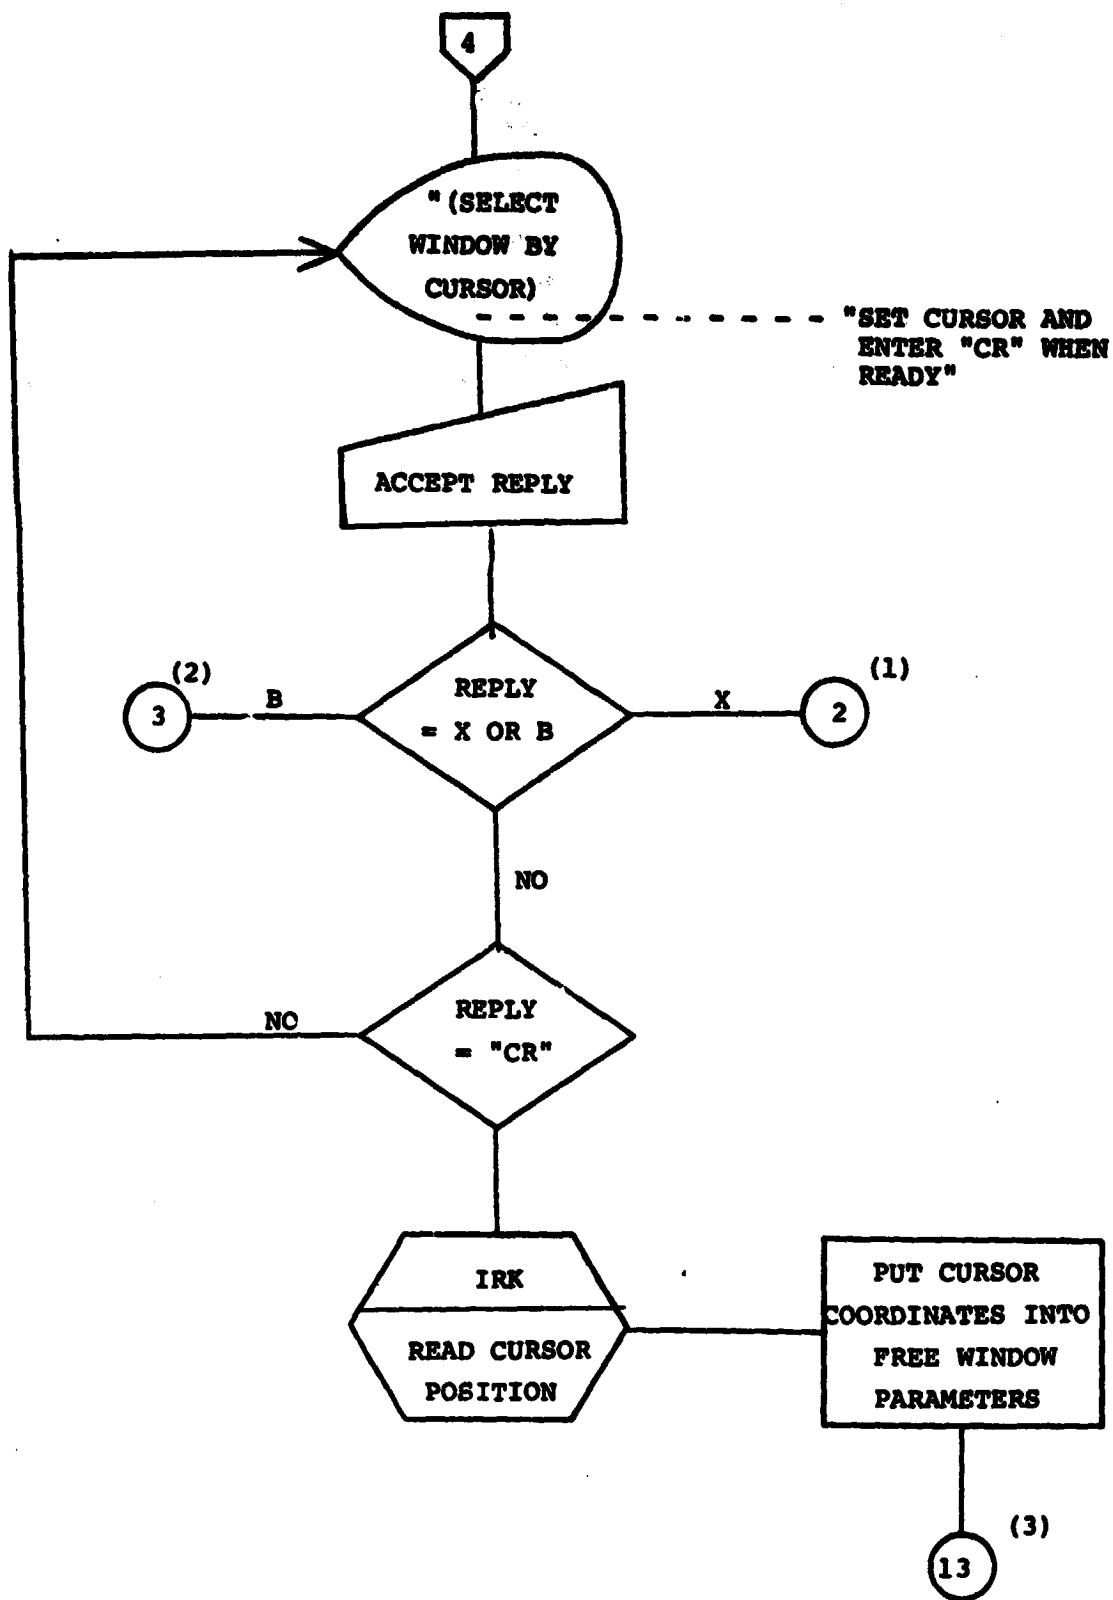 4
"(SELECT
WINDOW BY
CURSOR)
"SET CURSOR AND
ENTER "CR" WHEN
READY"
ACCEPT REPLY
(2)
3
B
REPLY
= X OR B
X
(1)
2
NO
NO
REPLY
= "CR"
IRK
READ CURSOR
POSITION
PUT CURSOR
COORDINATES INTO
FREE WINDOW
PARAMETERS
(3)
13